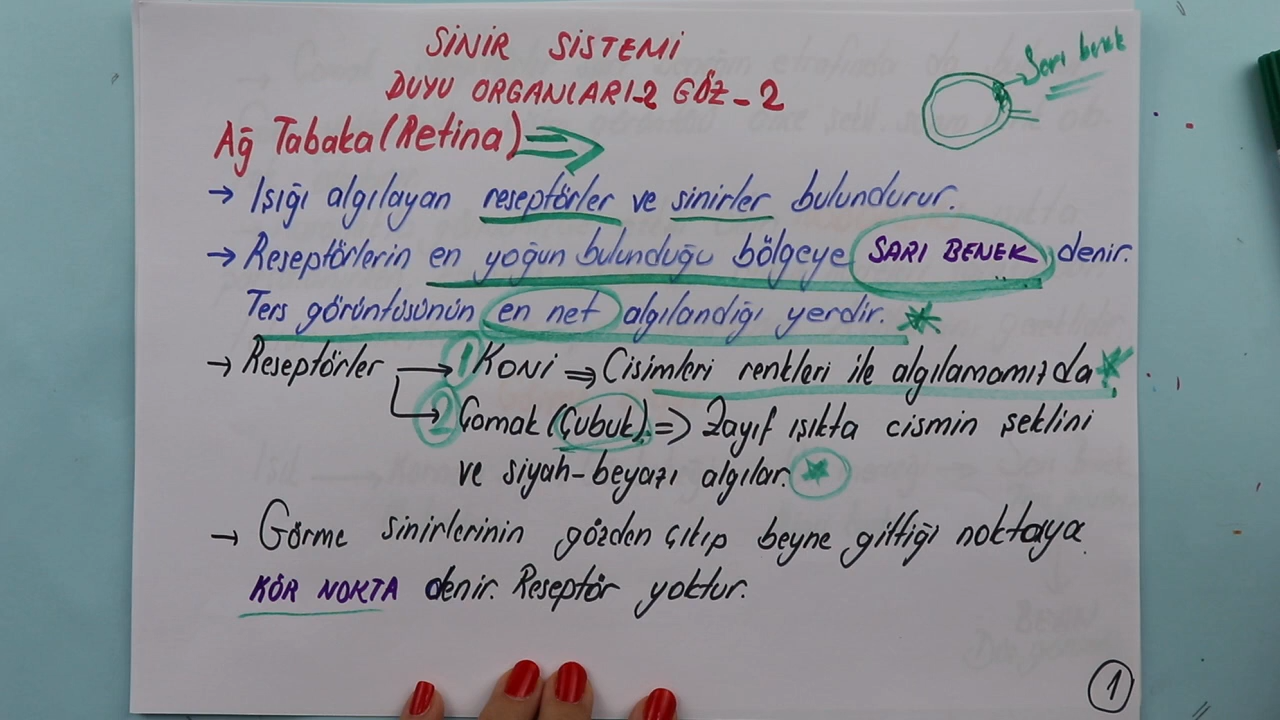 SİNİR SİSTEMİ
DUYU ORGANLARI-2 GÖZ-2
Sarı benek
Ağ Tabaka (Retina)
→ Işığı algılayan reseptörler ve sinirler bulundurur.
→ Reseptörlerin en yoğun bulunduğu bölgeye SARI BENEK denir.
Ters görüntüsünün en net algılandığı yerdir.
→ Reseptörler → 1 Koni ⇒ Cisimleri renkleri ile algılamamızda
→ 2 Çomak (Çubuk) => Zayıf ışıkta cismin şeklini
ve siyah-beyazı algılar.
→ Görme sinirlerinin gözden çıkıp beyne gittiği noktaya
KÖR NOKTA denir. Reseptör yoktur.
1